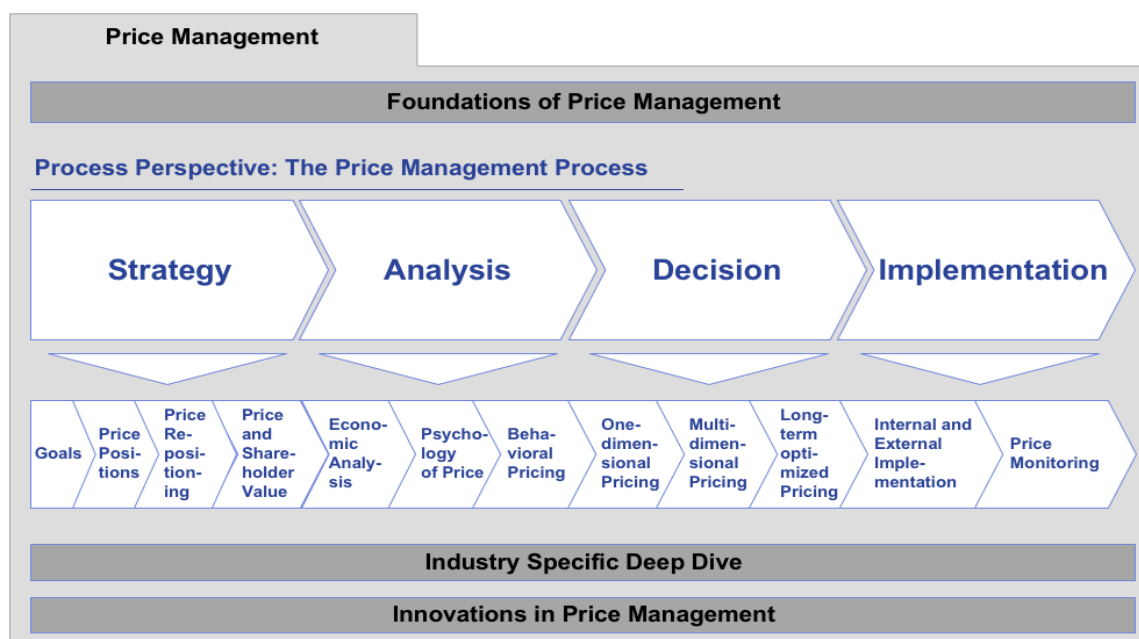 Price Management
Foundations of Price Management
Process Perspective: The Price Management Process
Strategy
Analysis
Decision
Implementation
Goals
Price
Posi-
tions
Price
Re-
position-
ing
Price
and
Share-
holder
Value
Econo-
mic
Analy-
sis
Psycho-
logy
of Price
Beha-
vioral
Pricing
One-
dimen-
sional
Pricing
Multi-
dimen-
sional
Pricing
Long-
term
opti-
mized
Pricing
Internal and
External
Imple-
mentation
Price
Monitoring
Industry Specific Deep Dive
Innovations in Price Management